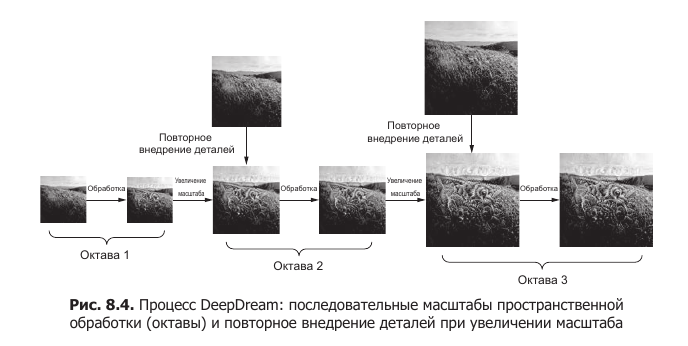 Повторное
внедрение деталей
Повторное
внедрение деталей
Обработка
Увеличение
масштаба
Обработка
Увеличение
масштаба
Обработка
Октава 1
Октава 2
Октава 3
Рис. 8.4. Процесс DeepDream: последовательные масштабы пространственной
обработки (октавы) и повторное внедрение деталей при увеличении масштаба